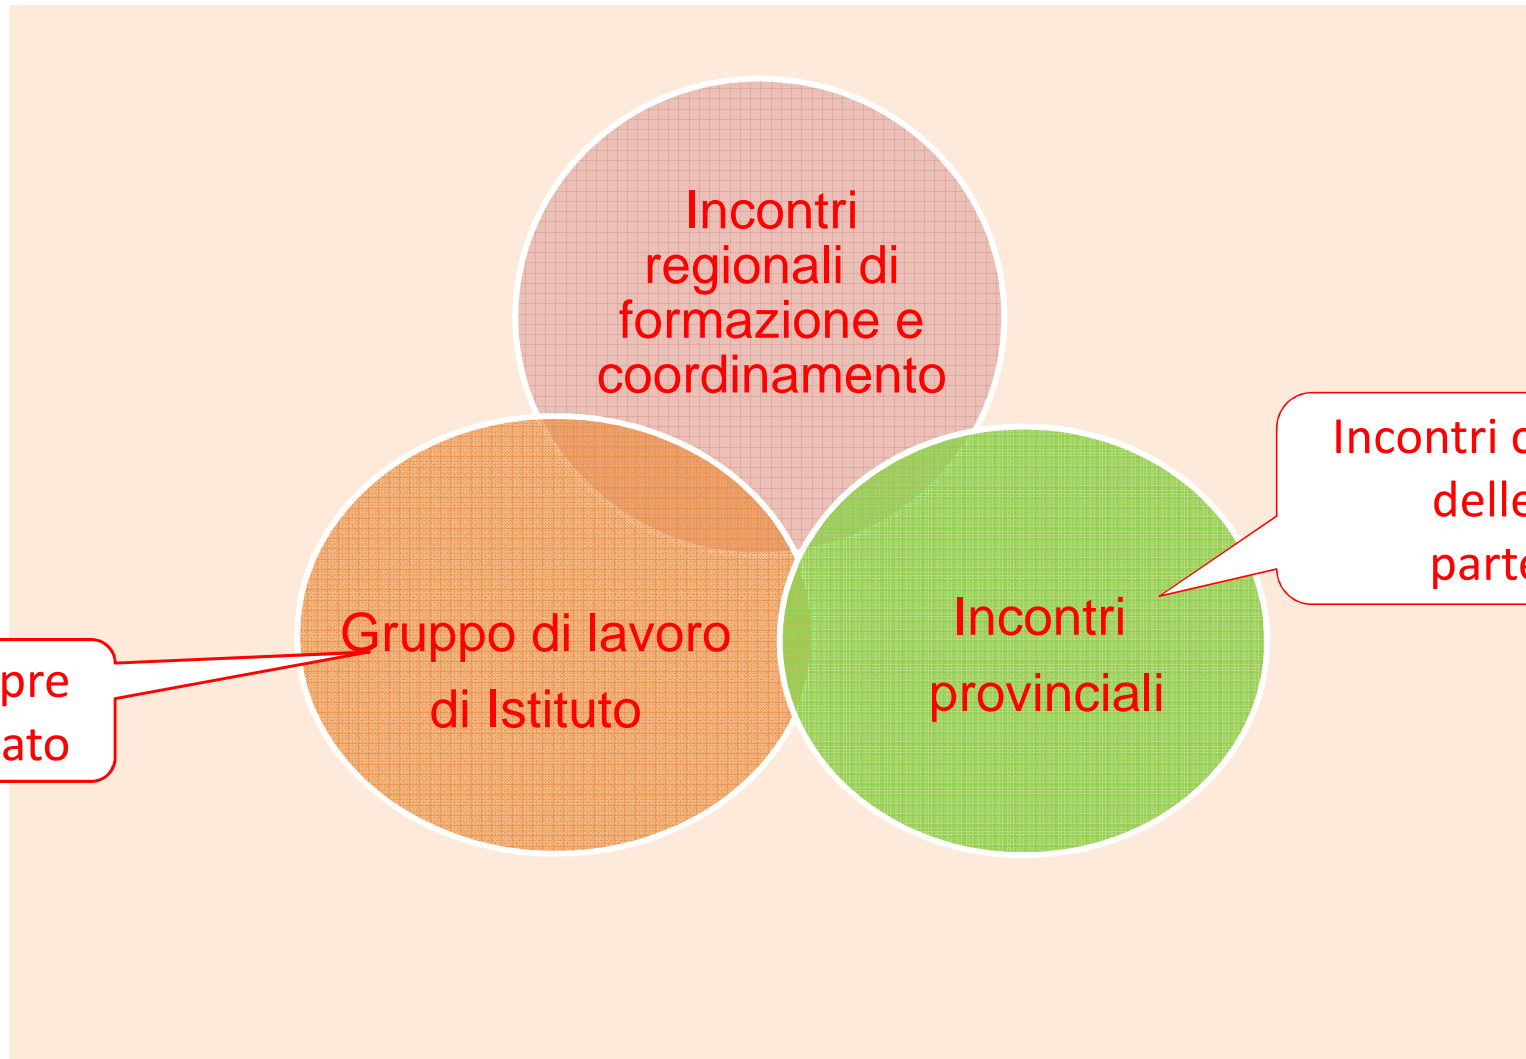 Incontri
regionali di
formazione e
coordinamento
Incontri
delle
parte
Gruppo di lavoro
di Istituto
Incontri
provinciali
pre
ato